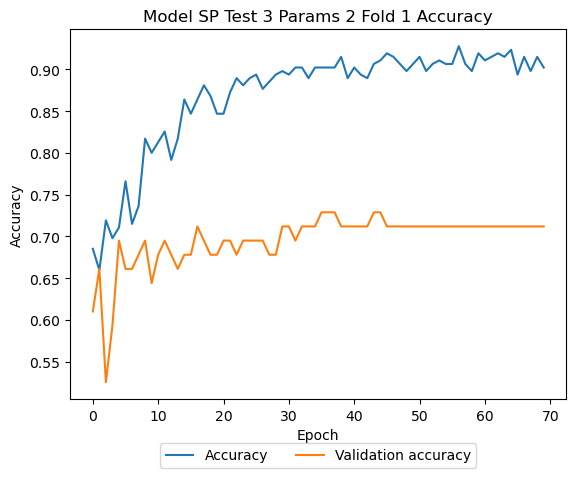 Model SP Test 3 Params 2 Fold 1 Accuracy
Accuracy
0.90
0.85
0.80
0.75
0.70
0.65
0.60
0.55
0 10 20 30 40 50 60 70
Epoch
Accuracy Validation accuracy